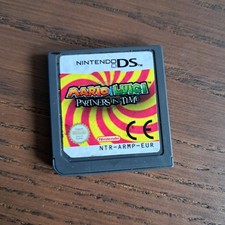 NINTENDO DS
MARIO & LUIGI
PARTNERS IN TIME
Nintendo
CE
NTR-ARMP-EUR